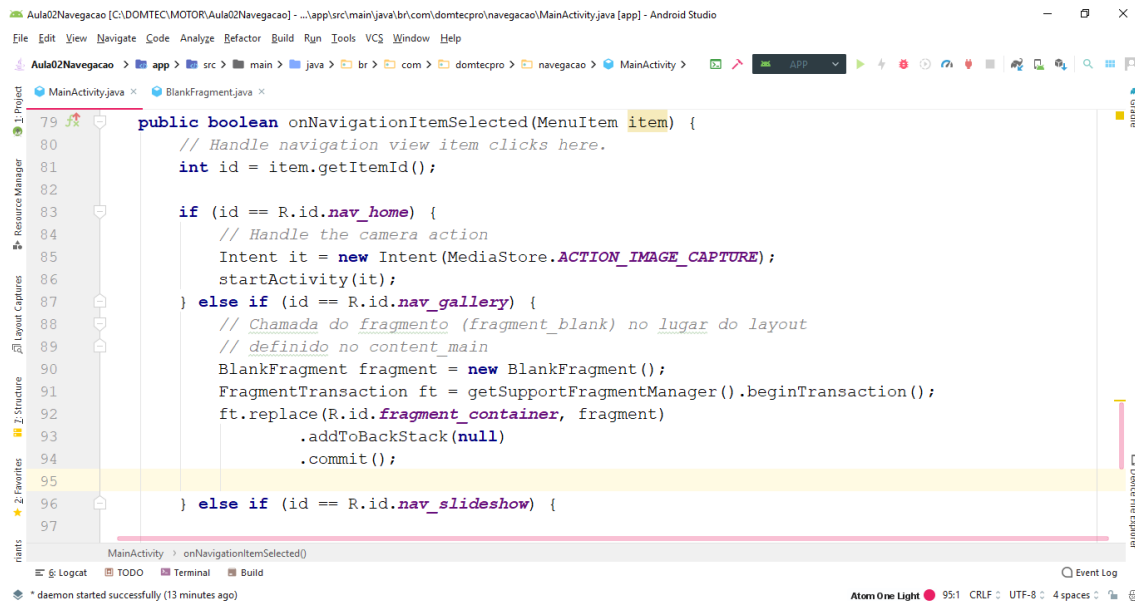 Aula02Navegacao [C:\DOMTEC\MOTOR\Aula02Navegacao] - ...\app\src\main\java\br\com\domtecpro\navegacao\MainActivity.java [app] - Android Studio
File Edit View Navigate Code Analyze Refactor Build Run Tools VCS Window Help
Aula02Navegacao app src main java br com domtecpro navegacao MainActivity APP
MainActivity.java BlankFragment.java
1: Project
Resource Manager
Layout Captures
7: Structure
2: Favorites
riants
79 public boolean onNavigationItemSelected(MenuItem item) {
80 // Handle navigation view item clicks here.
81 int id = item.getItemId();
82
83 if (id == R.id.nav_home) {
84 // Handle the camera action
85 Intent it = new Intent(MediaStore.ACTION_IMAGE_CAPTURE);
86 startActivity(it);
87 } else if (id == R.id.nav_gallery) {
88 // Chamada do fragmento (fragment_blank) no lugar do layout
89 // definido no content_main
90 BlankFragment fragment = new BlankFragment();
91 FragmentTransaction ft = getSupportFragmentManager().beginTransaction();
92 ft.replace(R.id.fragment_container, fragment)
93 .addToBackStack(null)
94 .commit();
95
96 } else if (id == R.id.nav_slideshow) {
97
Gradle
Device File Explorer
MainActivity › onNavigationItemSelected()
6: Logcat TODO Terminal Build Event Log
* daemon started successfully (13 minutes ago) Atom One Light 95:1 CRLF UTF-8 4 spaces